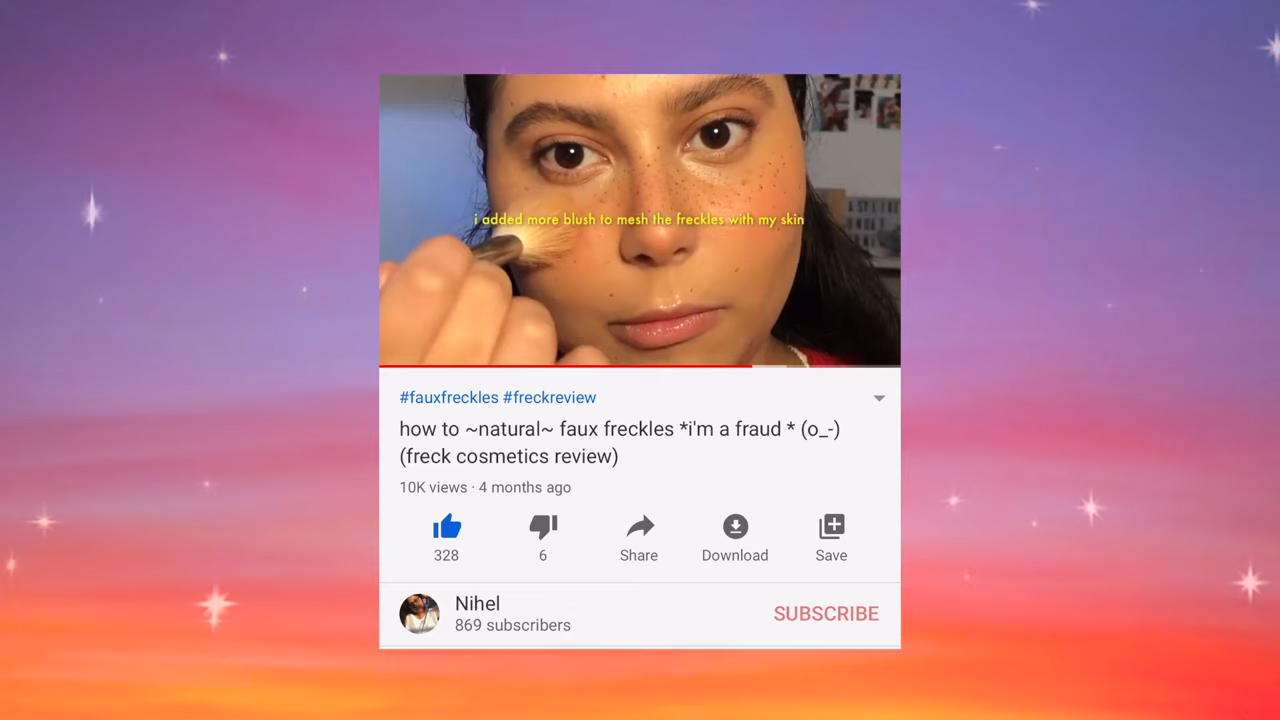 i added more blush to mesh the freckles with my skin
#fauxfreckles #freckreview
how to ~natural~ faux freckles *i'm a fraud * (o_-)
(freck cosmetics review)
10K views · 4 months ago
328
6
Share
Download
Save
Nihel
869 subscribers
SUBSCRIBE